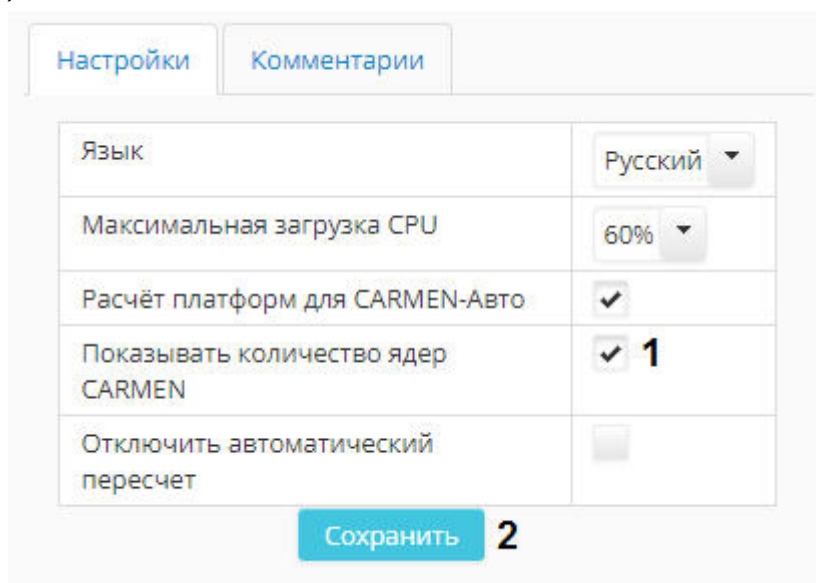 Настройки Комментарии
Язык Русский
Максимальная загрузка CPU 60%
Расчёт платформ для CARMEN-Авто
Показывать количество ядер 1
CARMEN
Отключить автоматический
пересчет
Сохранить 2